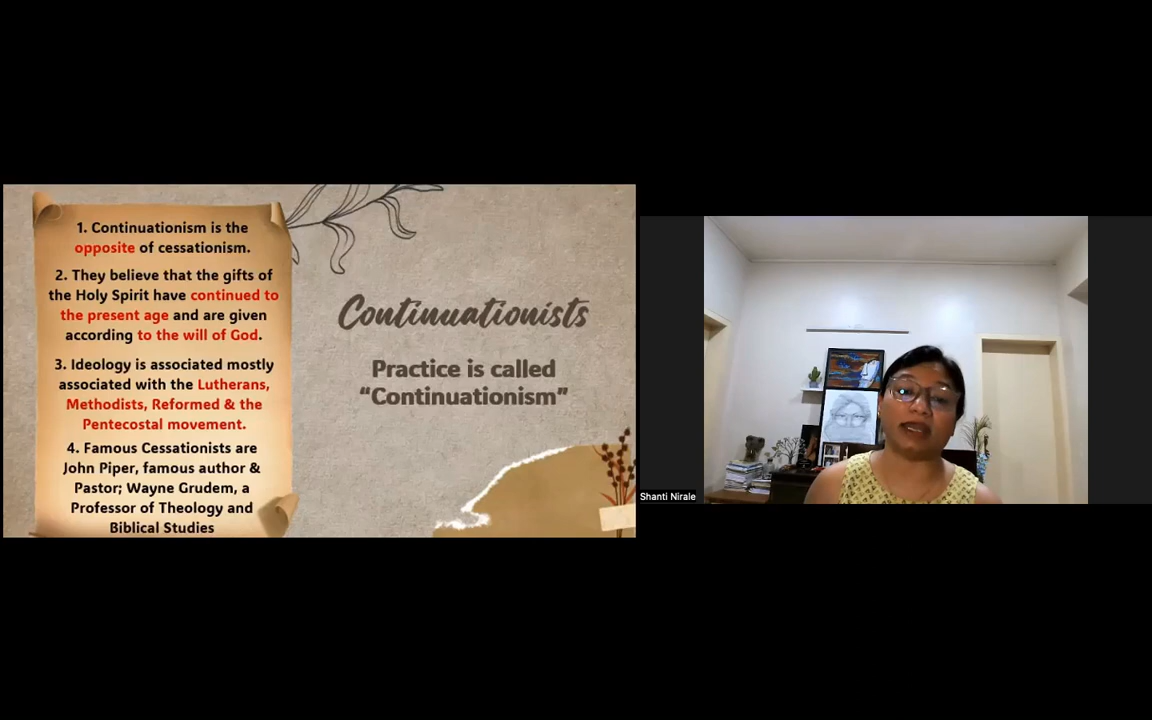 1. Continuationism is the
opposite of cessationism.
2. They believe that the gifts of
the Holy Spirit have continued to
the present age and are given
according to the will of God.
3. Ideology is associated mostly
associated with the Lutherans,
Methodists, Reformed & the
Pentecostal movement.
4. Famous Cessationists are
John Piper, famous author &
Pastor; Wayne Grudem, a
Professor of Theology and
Biblical Studies
Continuationists
Practice is called
“Continuationism”
Shanti Nirale